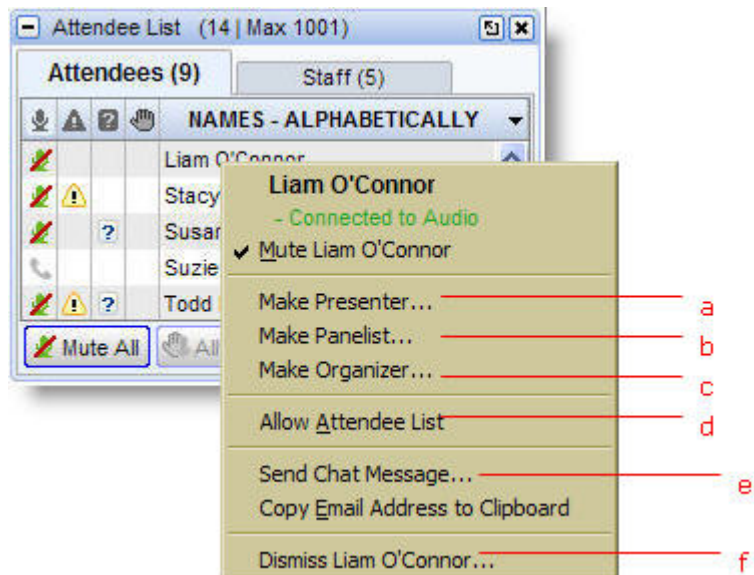 Attendee List (14 | Max 1001)
Attendees (9)
Staff (5)
NAMES - ALPHABETICALLY
Liam O'Connor
Stacy
Susan
Suzie
Todd
Mute All
All
Liam O'Connor
- Connected to Audio
Mute Liam O'Connor
Make Presenter...
a
Make Panelist...
b
Make Organizer...
c
Allow Attendee List
d
Send Chat Message...
e
Copy Email Address to Clipboard
Dismiss Liam O'Connor...
f